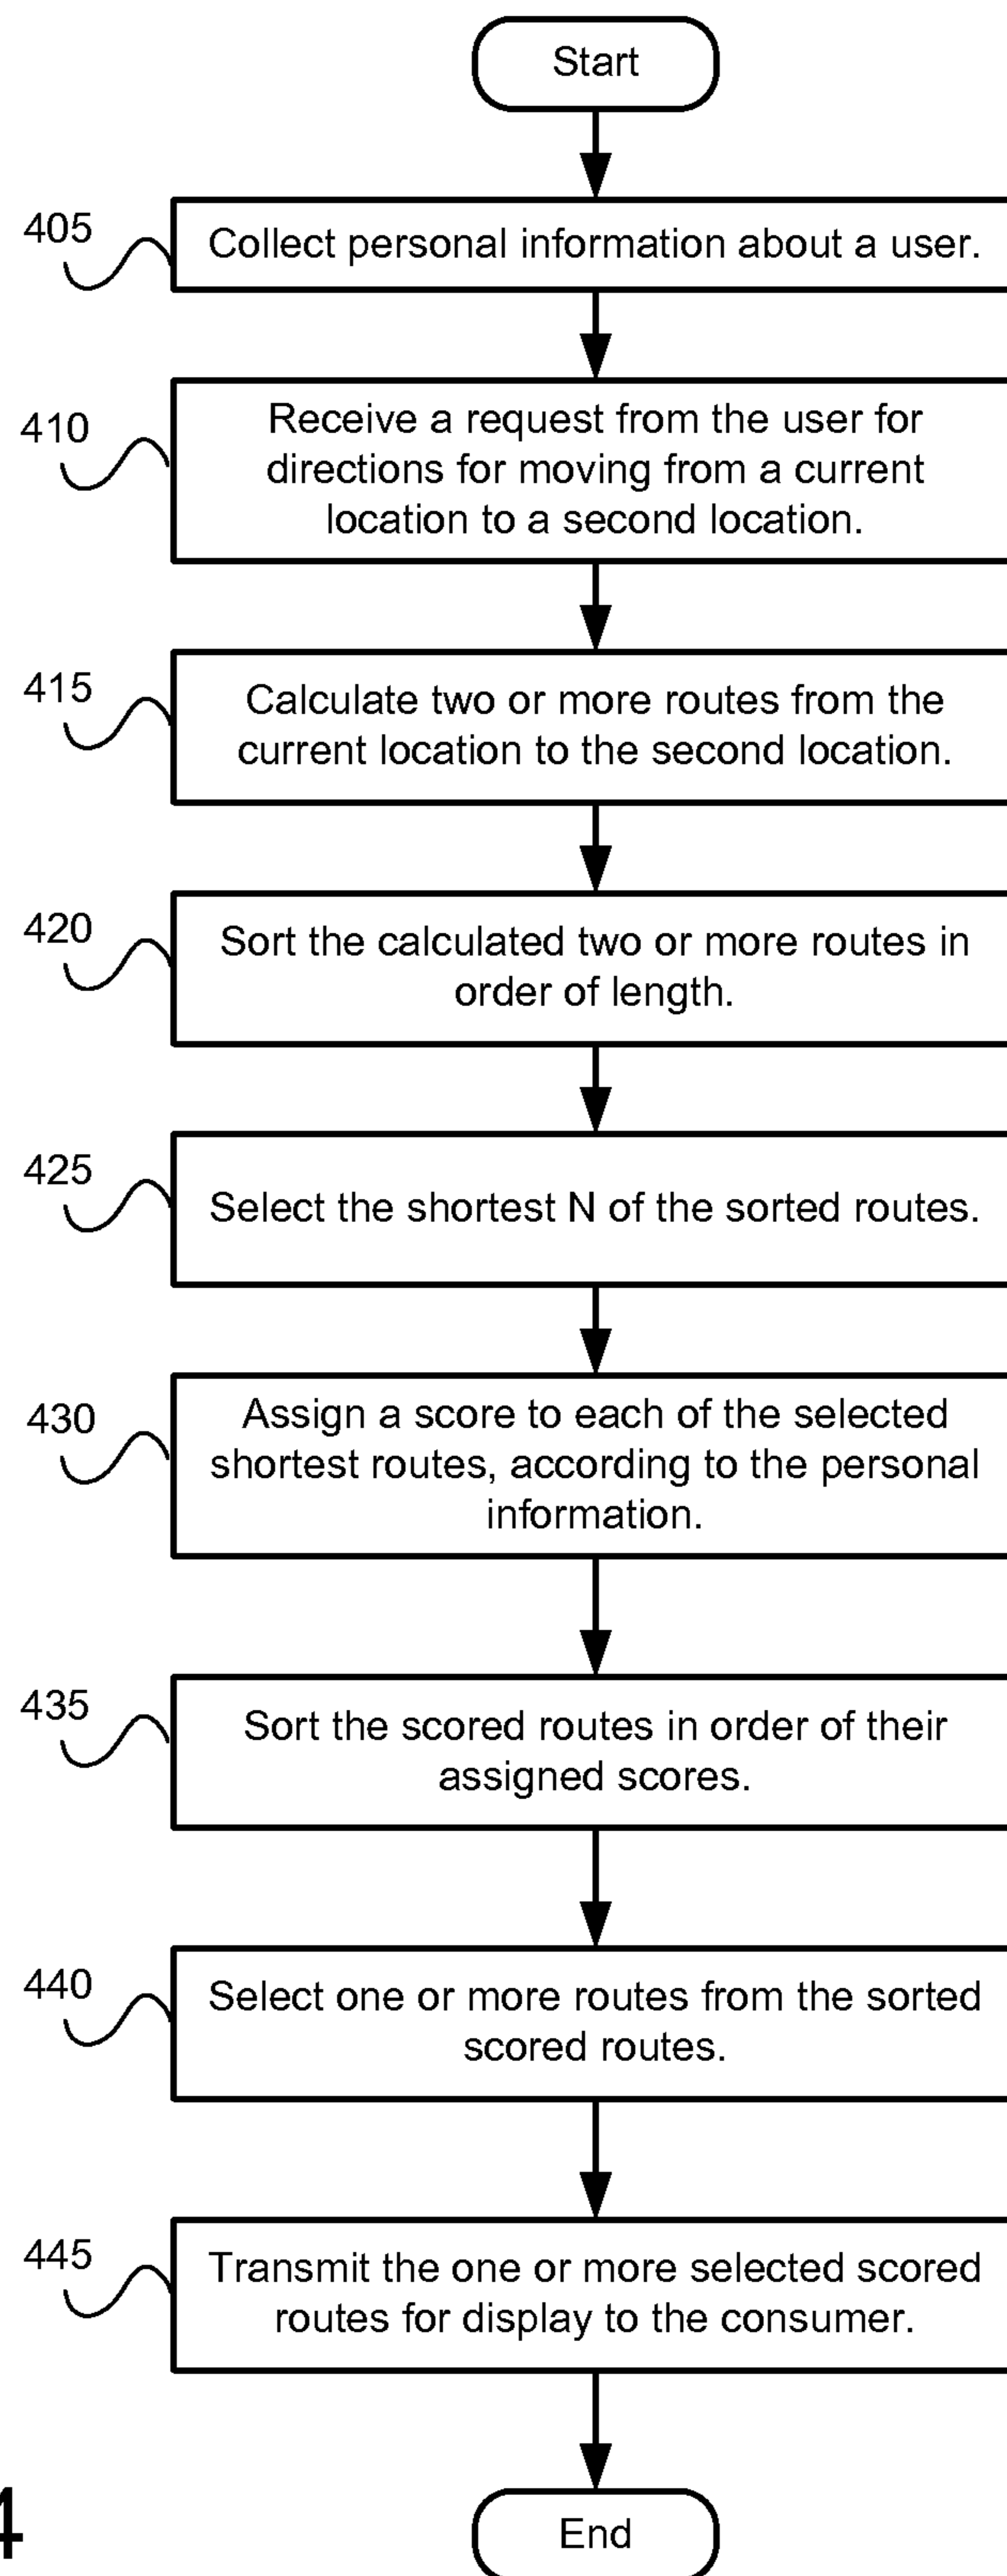 Start
405
Collect personal information about a user.
410
Receive a request from the user for
directions for moving from a current
location to a second location.
415
Calculate two or more routes from the
current location to the second location.
420
Sort the calculated two or more routes in
order of length.
425
Select the shortest N of the sorted routes.
430
Assign a score to each of the selected
shortest routes, according to the personal
information.
435
Sort the scored routes in order of their
assigned scores.
440
Select one or more routes from the sorted
scored routes.
445
Transmit the one or more selected scored
routes for display to the consumer.
4
End